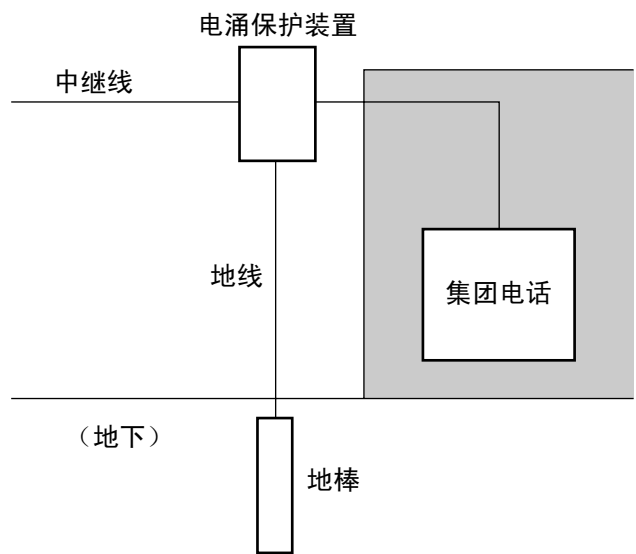 电涌保护装置
中继线
地线
集团电话
（地下）
地棒